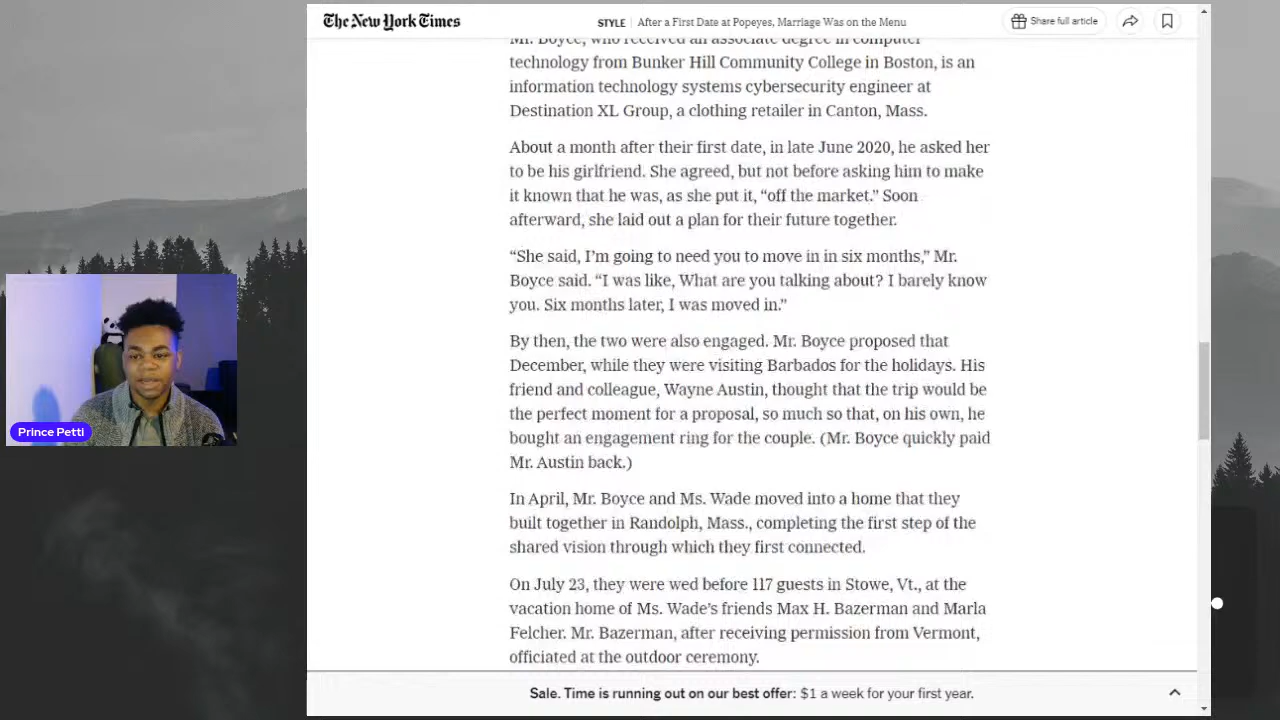 The New York Times
STYLE | After a First Date at Popeyes, Marriage Was on the Menu
Share full article
Mr. Boyce, who received an associate degree in computer
technology from Bunker Hill Community College in Boston, is an
information technology systems cybersecurity engineer at
Destination XL Group, a clothing retailer in Canton, Mass.
About a month after their first date, in late June 2020, he asked her
to be his girlfriend. She agreed, but not before asking him to make
it known that he was, as she put it, “off the market.” Soon
afterward, she laid out a plan for their future together.
“She said, I’m going to need you to move in in six months,” Mr.
Boyce said. “I was like, What are you talking about? I barely know
you. Six months later, I was moved in.”
By then, the two were also engaged. Mr. Boyce proposed that
December, while they were visiting Barbados for the holidays. His
friend and colleague, Wayne Austin, thought that the trip would be
the perfect moment for a proposal, so much so that, on his own, he
bought an engagement ring for the couple. (Mr. Boyce quickly paid
Mr. Austin back.)
In April, Mr. Boyce and Ms. Wade moved into a home that they
built together in Randolph, Mass., completing the first step of the
shared vision through which they first connected.
On July 23, they were wed before 117 guests in Stowe, Vt., at the
vacation home of Ms. Wade’s friends Max H. Bazerman and Marla
Felcher. Mr. Bazerman, after receiving permission from Vermont,
officiated at the outdoor ceremony.
Sale. Time is running out on our best offer: $1 a week for your first year.
Prince Petti